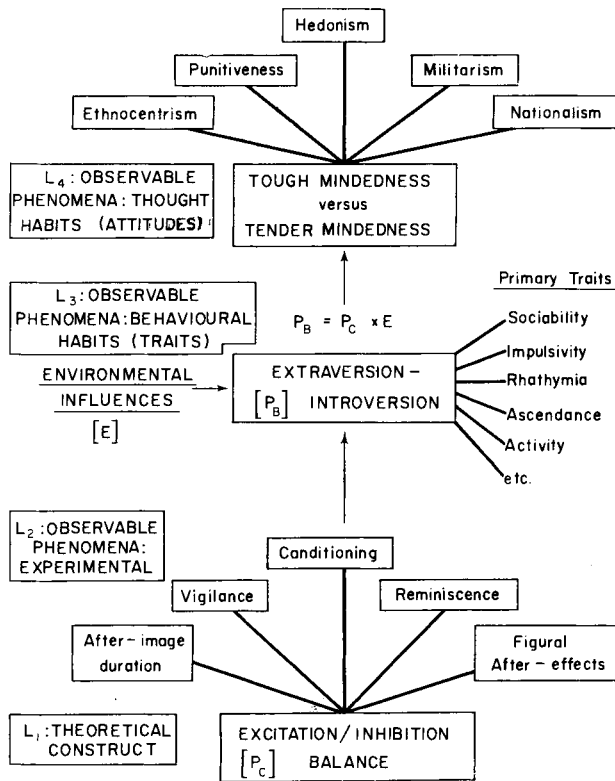 Hedonism
Punitiveness
Militarism
Ethnocentrism
Nationalism
L4: OBSERVABLE
PHENOMENA: THOUGHT
HABITS (ATTITUDES)
TOUGH MINDEDNESS
versus
TENDER MINDEDNESS
L3: OBSERVABLE
PHENOMENA: BEHAVIOURAL
HABITS (TRAITS)
PB = PC x E
Primary Traits
Sociability
Impulsivity
Rhathymia
Ascendance
Activity
etc.
ENVIRONMENTAL
INFLUENCES
[E]
EXTRAVERSION –
[PB] INTROVERSION
L2: OBSERVABLE
PHENOMENA:
EXPERIMENTAL
Conditioning
Vigilance
Reminiscence
After-image
duration
Figural
After-effects
L1: THEORETICAL
CONSTRUCT
EXCITATION/INHIBITION
[PC] BALANCE